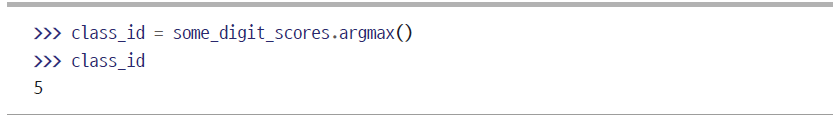 >>> class_id = some_digit_scores.argmax()
>>> class_id
5